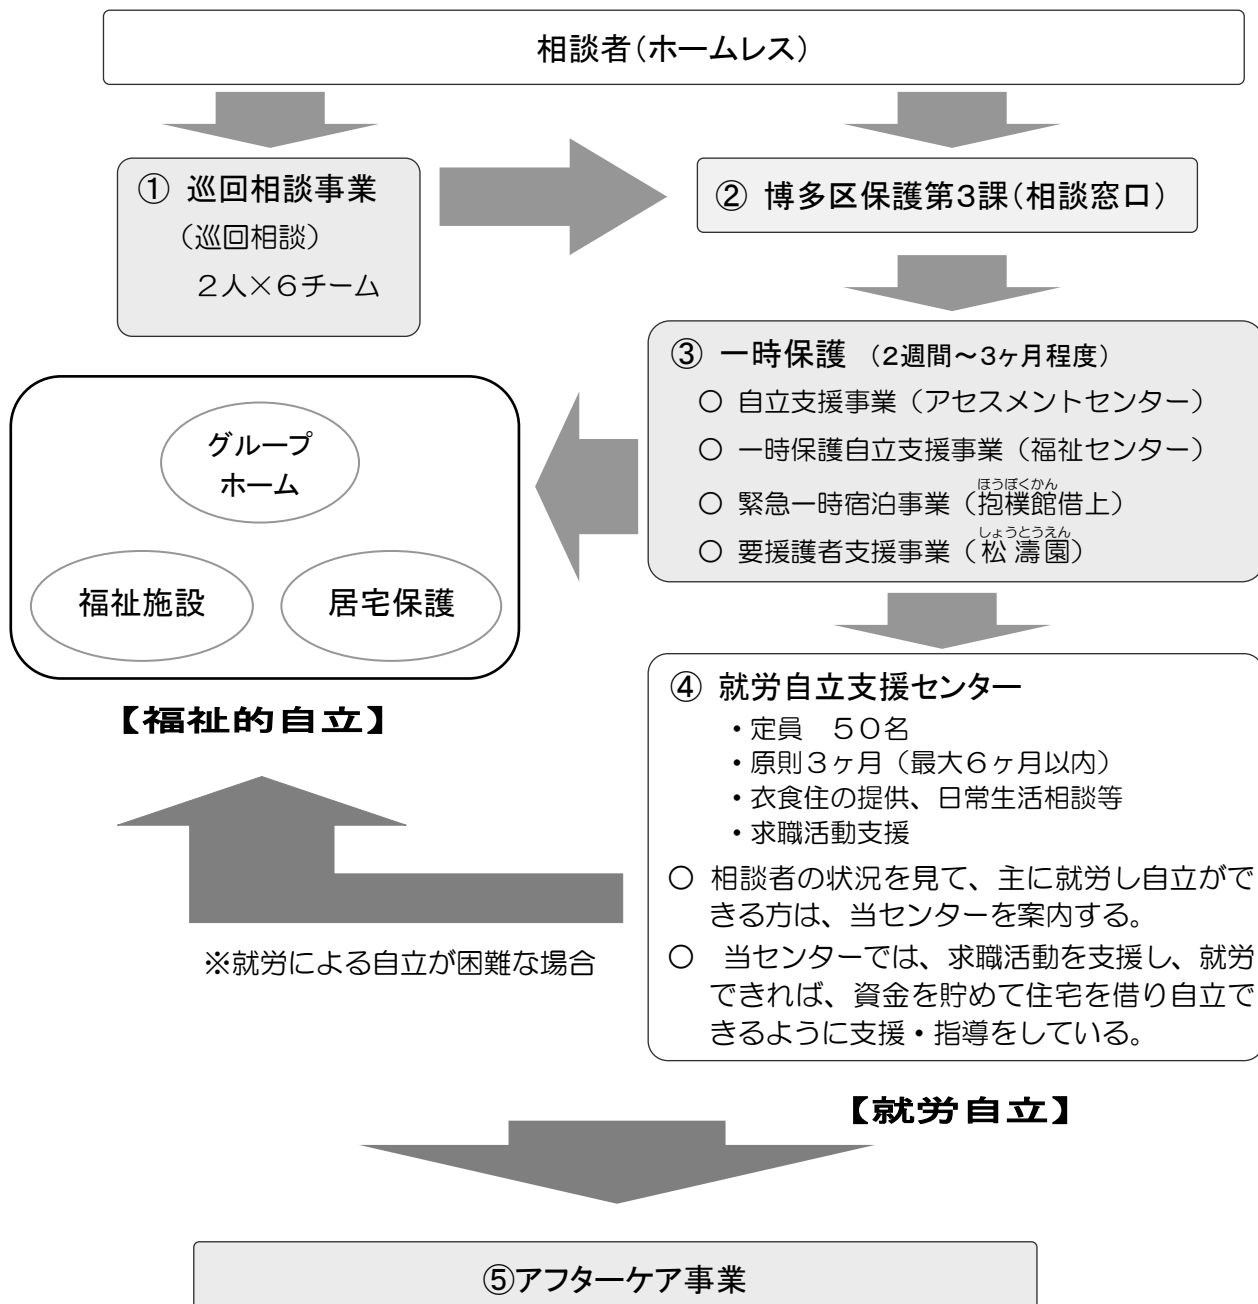 相談者（ホームレス）
① 巡回相談事業
（巡回相談）
２人×６チーム
② 博多区保護第３課（相談窓口）
③ 一時保護 （２週間～３ヶ月程度）
○ 自立支援事業（アセスメントセンター）
○ 一時保護自立支援事業（福祉センター）
ほうぼくかん
○ 緊急一時宿泊事業（抱樸館借上）
しょうとうえん
○ 要援護者支援事業（松濤園）
グループ
ホーム
福祉施設
居宅保護
【福祉的自立】
④ 就労自立支援センター
・定員　５０名
・原則３ヶ月（最大６ヶ月以内）
・衣食住の提供、日常生活相談等
・求職活動支援
○ 相談者の状況を見て、主に就労し自立がで
きる方は、当センターを案内する。
○ 当センターでは、求職活動を支援し、就労
できれば、資金を貯めて住宅を借り自立で
きるように支援・指導をしている。
※就労による自立が困難な場合
【就労自立】
⑤アフターケア事業